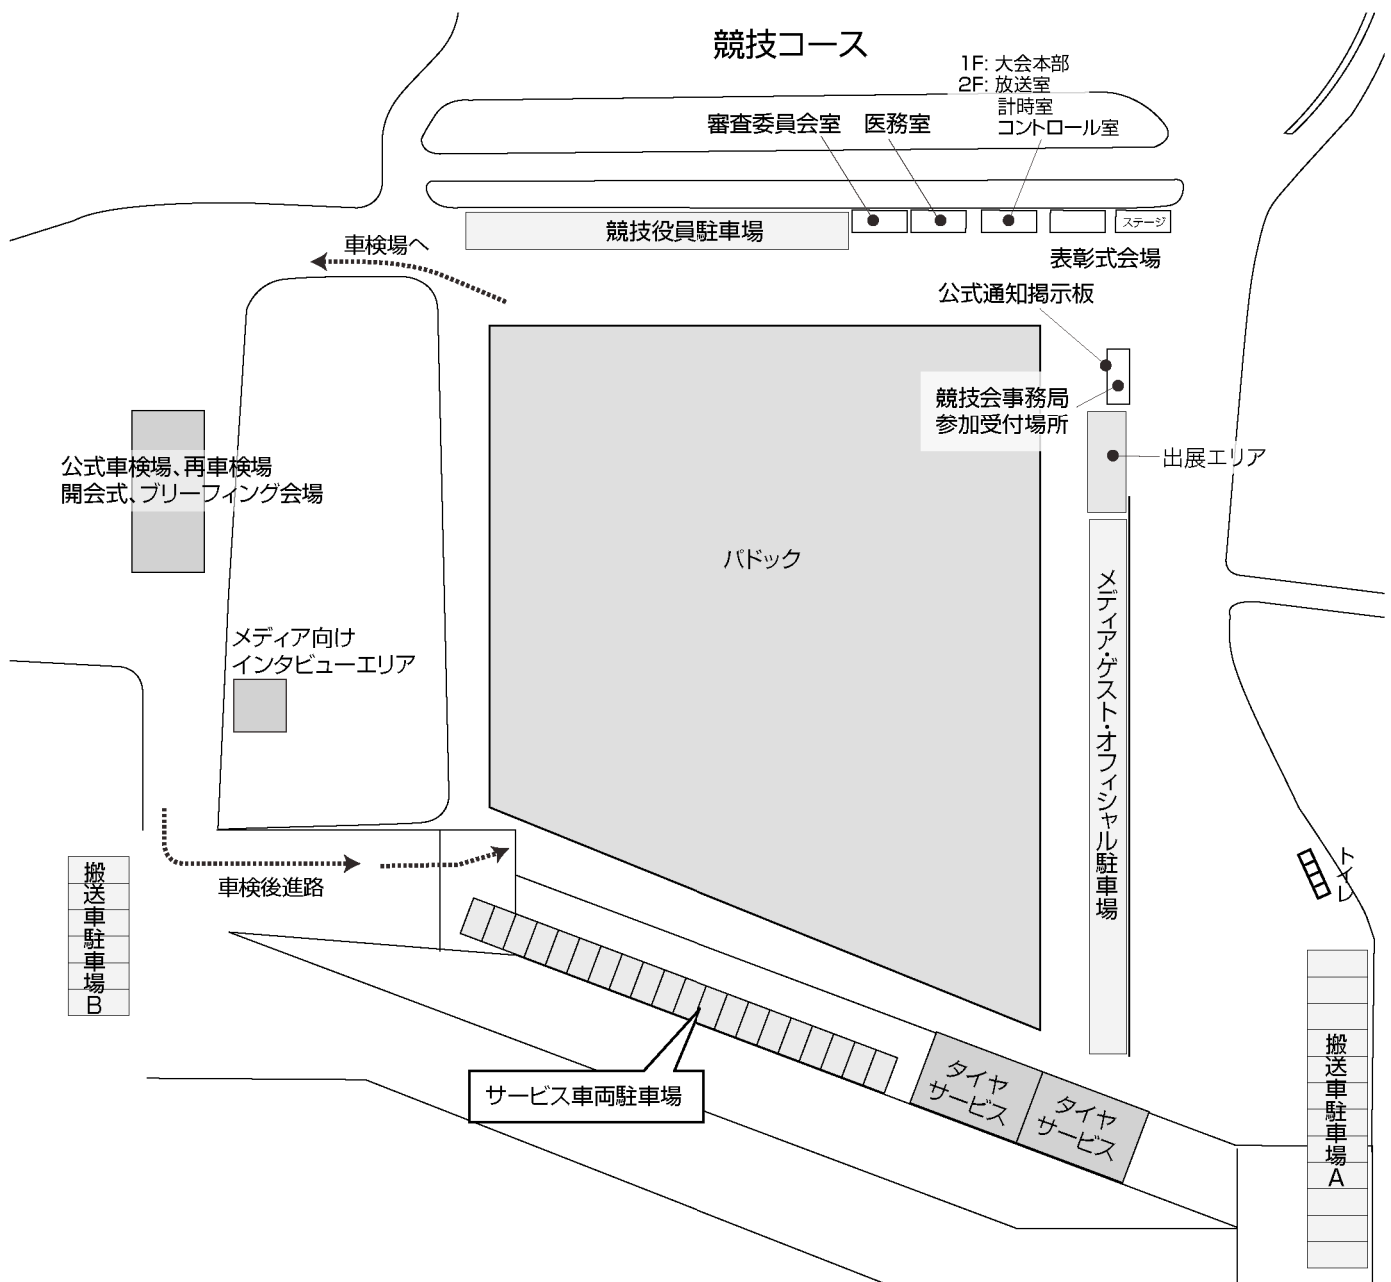 競技コース
1F: 大会本部
2F: 放送室
計時室
コントロール室
審査委員会室
医務室
競技役員駐車場
ステージ
表彰式会場
車検場へ
公式通知掲示板
競技会事務局
参加受付場所
出展エリア
公式車検場、再車検場
開会式、ブリーフィング会場
パドック
メディア・ゲスト・オフィシャル駐車場
メディア向け
インタビューエリア
車検後進路
搬送車駐車場B
トイレ
サービス車両駐車場
タイヤ
サービス
タイヤ
サービス
搬送車駐車場A